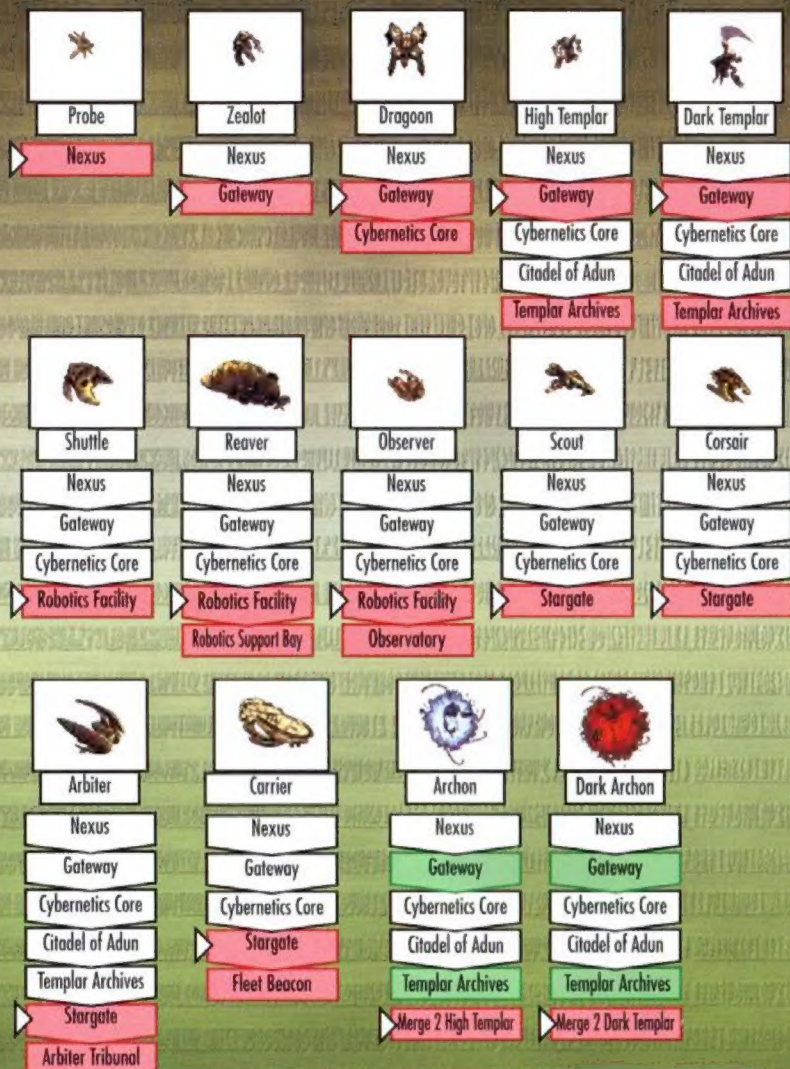 Probe
Nexus
Zealot
Nexus
Gateway
Dragoon
Nexus
Gateway
Cybernetics Core
High Templar
Nexus
Gateway
Cybernetics Core
Citadel of Adun
Templar Archives
Dark Templar
Nexus
Gateway
Cybernetics Core
Citadel of Adun
Templar Archives
Shuttle
Nexus
Gateway
Cybernetics Core
Robotics Facility
Reaver
Nexus
Gateway
Cybernetics Core
Robotics Facility
Robotics Support Bay
Observer
Nexus
Gateway
Cybernetics Core
Robotics Facility
Observatory
Scout
Nexus
Gateway
Cybernetics Core
Stargate
Corsair
Nexus
Gateway
Cybernetics Core
Stargate
Arbiter
Nexus
Gateway
Cybernetics Core
Citadel of Adun
Templar Archives
Stargate
Arbiter Tribunal
Carrier
Nexus
Gateway
Cybernetics Core
Stargate
Fleet Beacon
Archon
Nexus
Gateway
Cybernetics Core
Citadel of Adun
Templar Archives
Merge 2 High Templar
Dark Archon
Nexus
Gateway
Cybernetics Core
Citadel of Adun
Templar Archives
Merge 2 Dark Templar